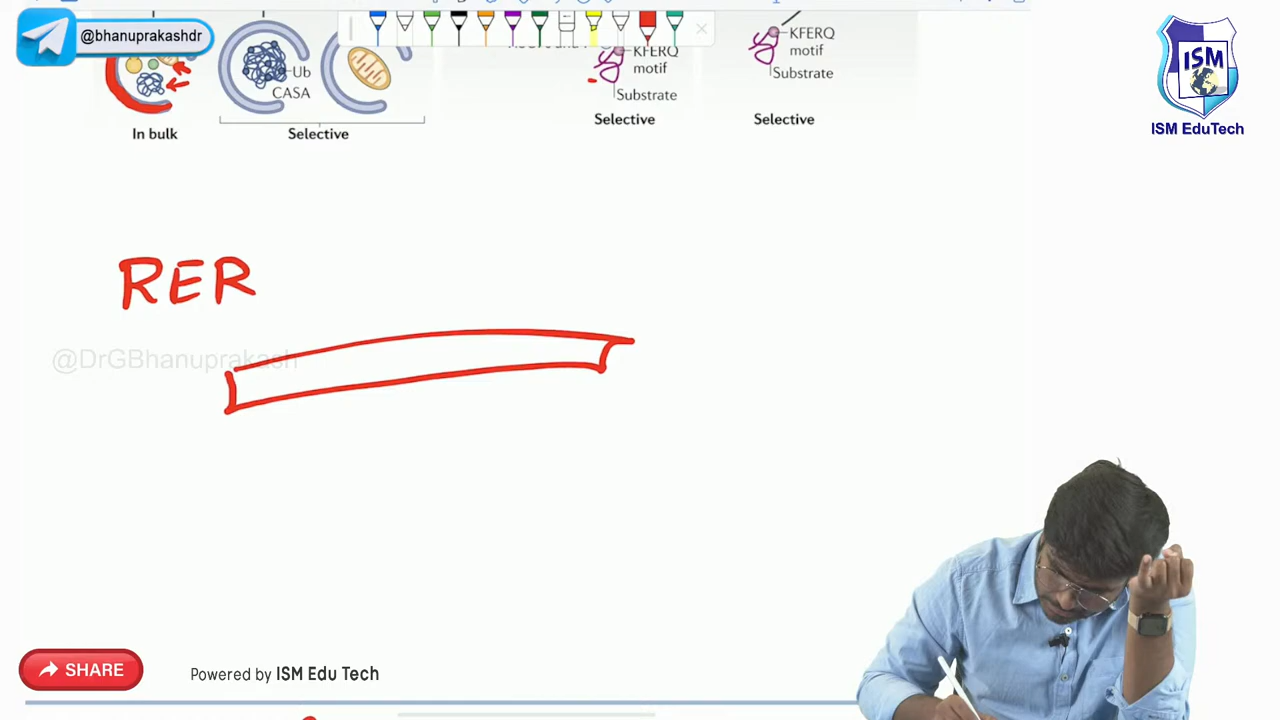 @bhanuprakashdr
KFERQ
motif
Substrate
Ub
CASA
KFERQ
motif
Substrate
In bulk
Selective
Selective
Selective
ISM
ISM EduTech
RER
@DrGBhanuprakash
SHARE
Powered by ISM Edu Tech